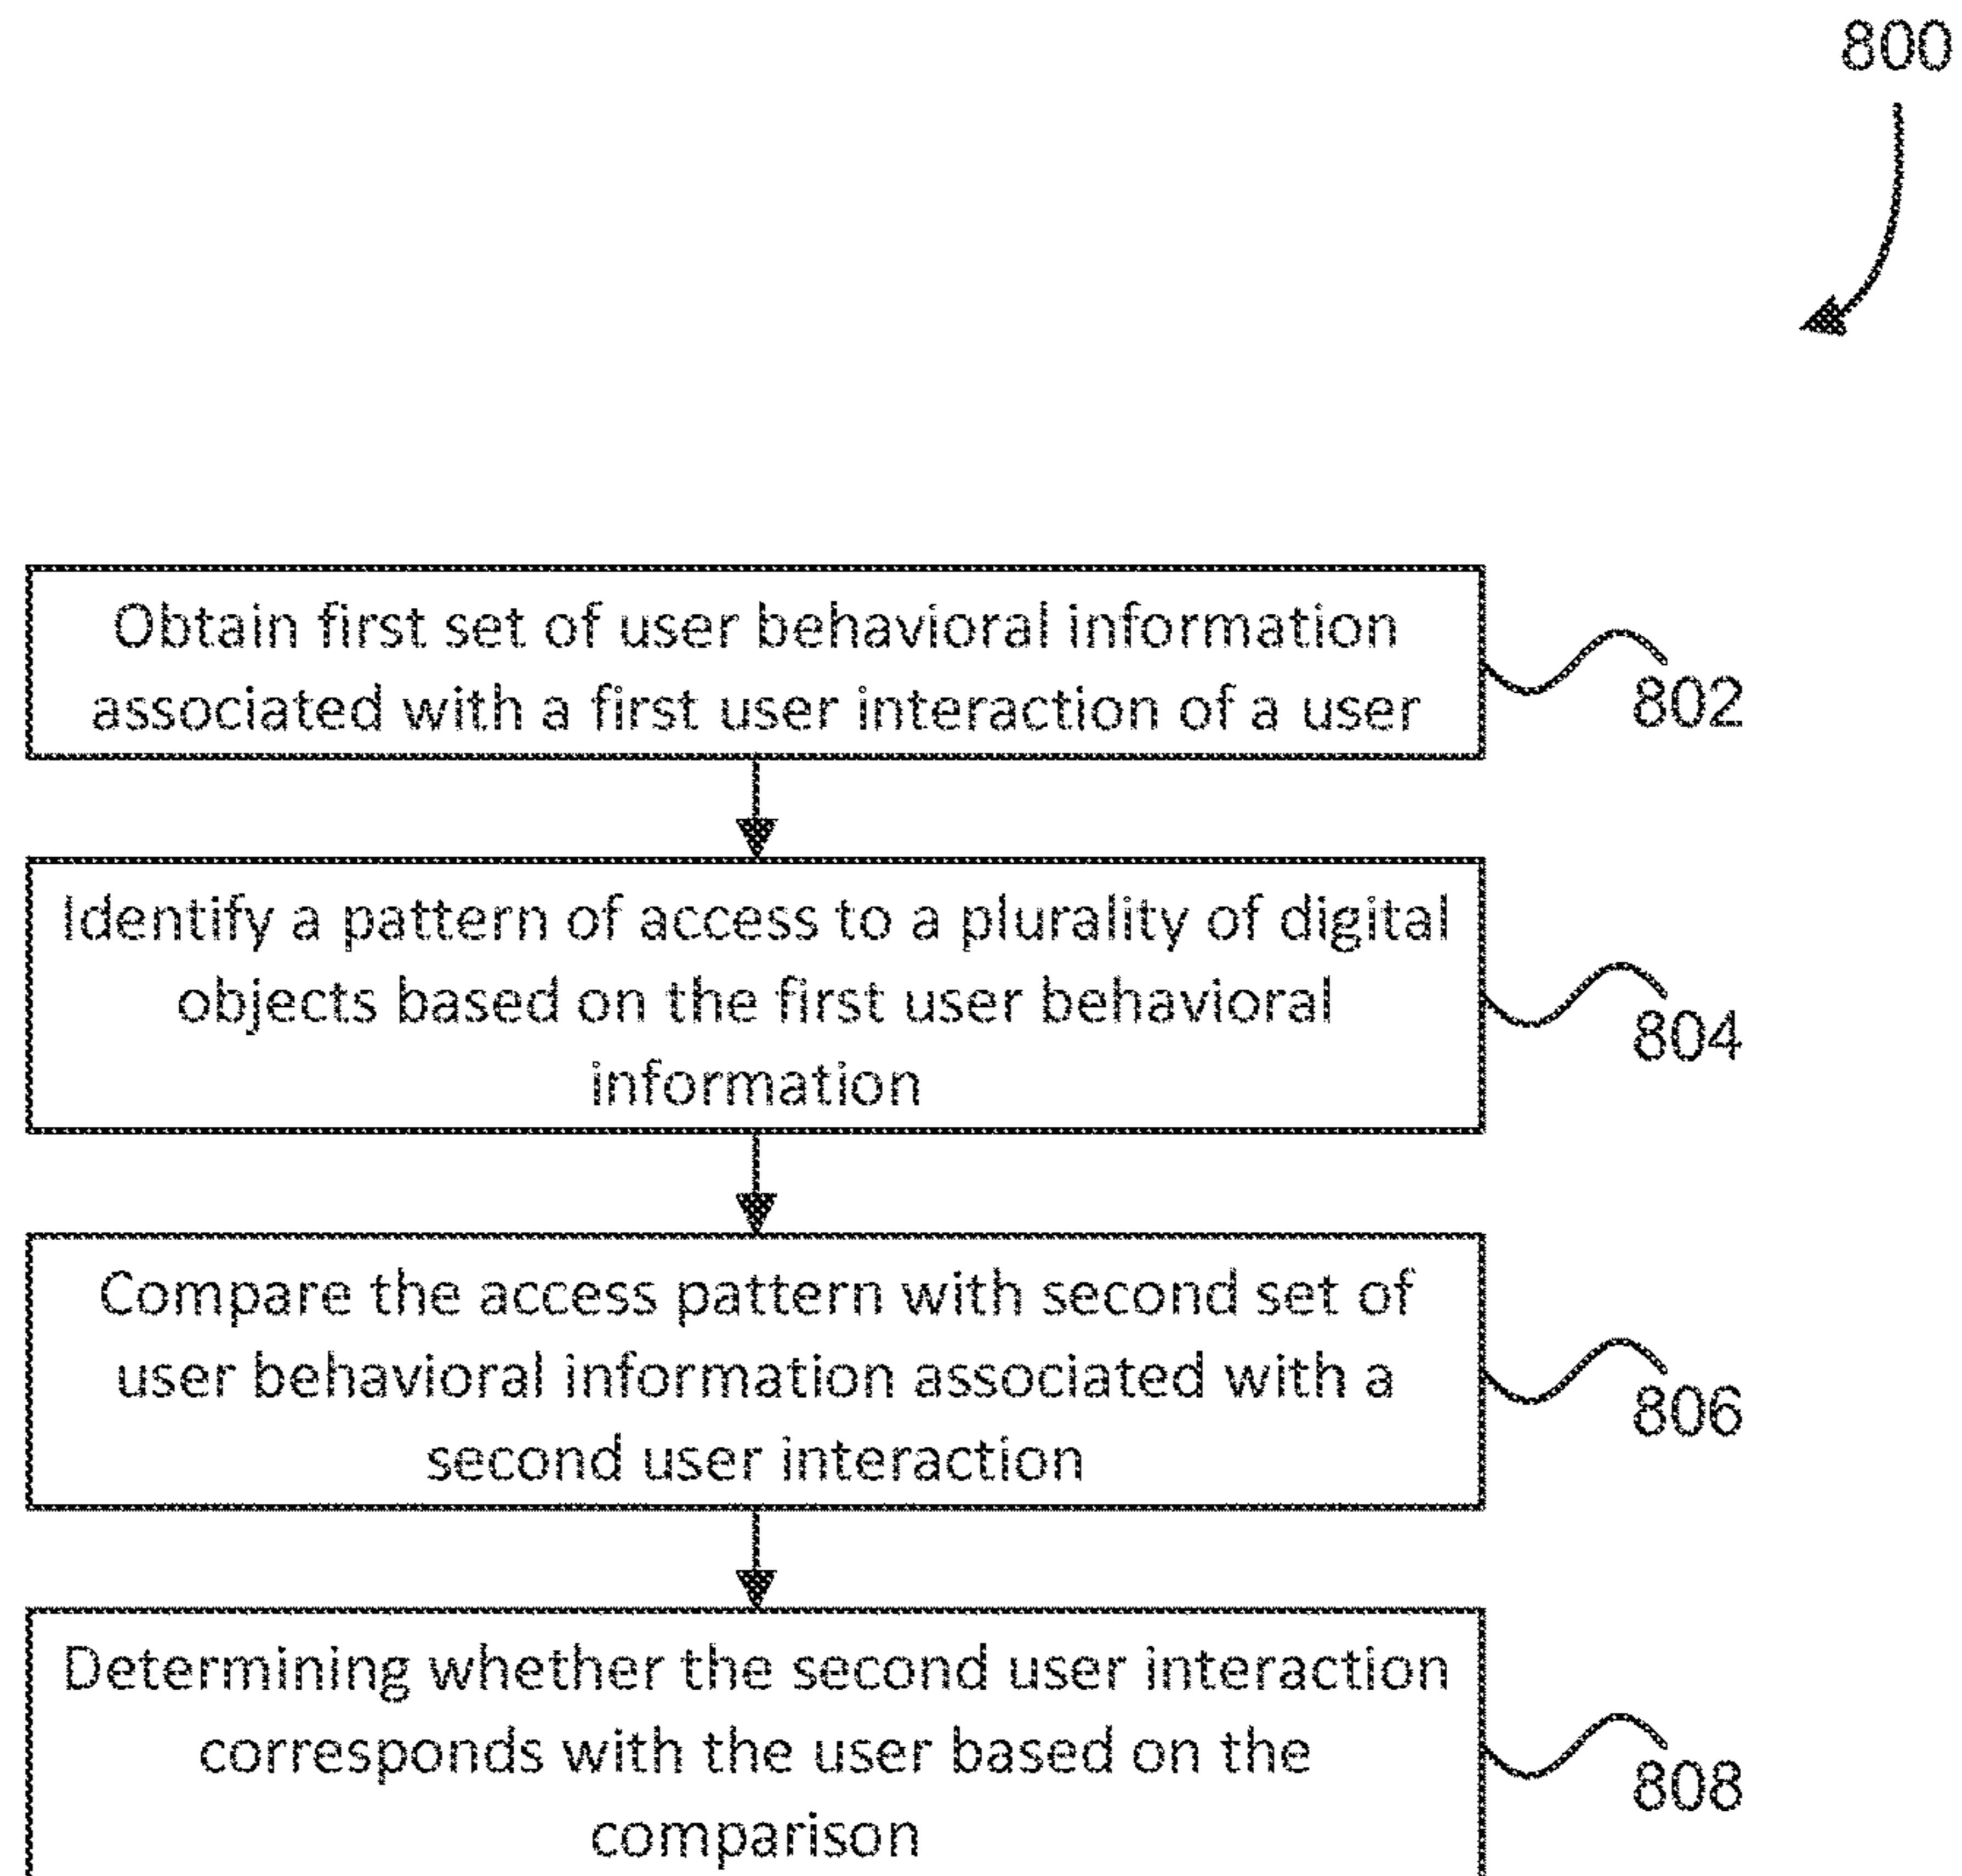 800
Obtain first set of user behavioral information
associated with a first user interaction of a user
802
Identify a pattern of access to a plurality of digital
objects based on the first user behavioral
information
804
Compare the access pattern with second set of
user behavioral information associated with a
second user interaction
806
Determining whether the second user interaction
corresponds with the user based on the
comparison
808